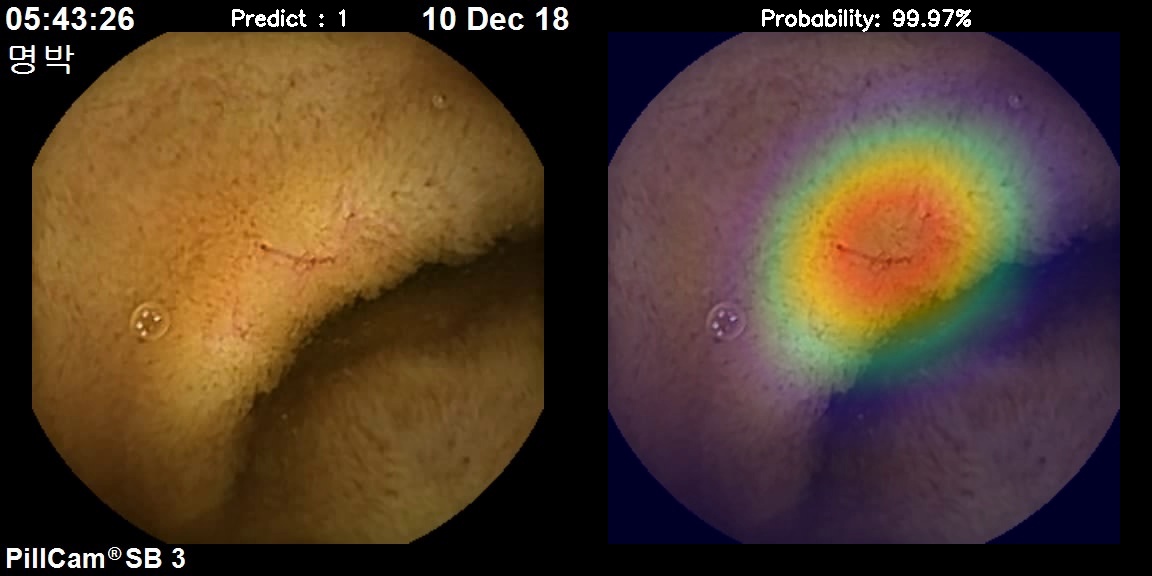 05:43:26
Predict : 1
10 Dec 18
Probability: 99.97%
명박
PillCam® SB 3